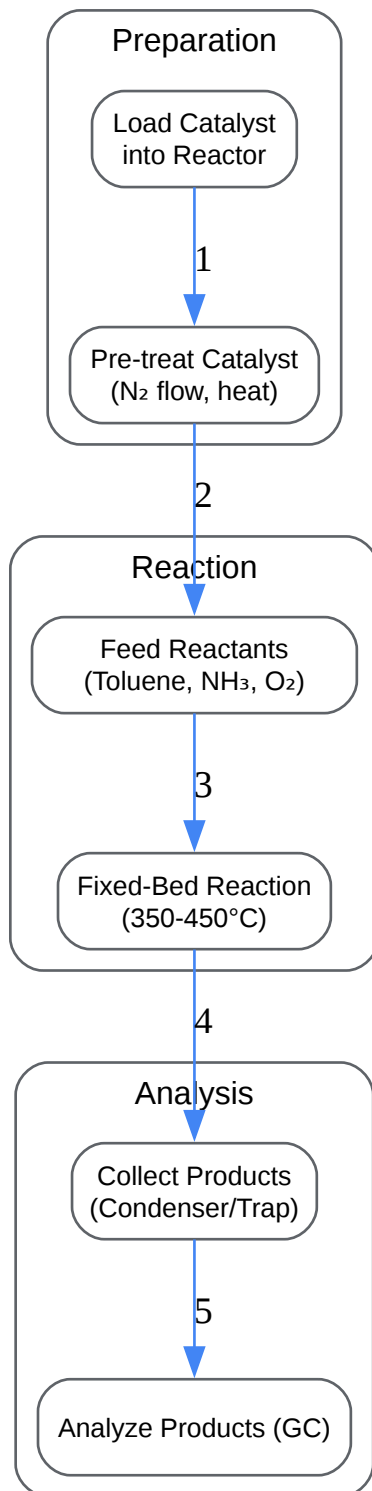 Preparation
Load Catalyst
into Reactor
1
Pre-treat Catalyst
(N₂ flow, heat)
2
Reaction
Feed Reactants
(Toluene, NH₃, O₂)
3
Fixed-Bed Reaction
(350-450°C)
4
Analysis
Collect Products
(Condenser/Trap)
5
Analyze Products (GC)